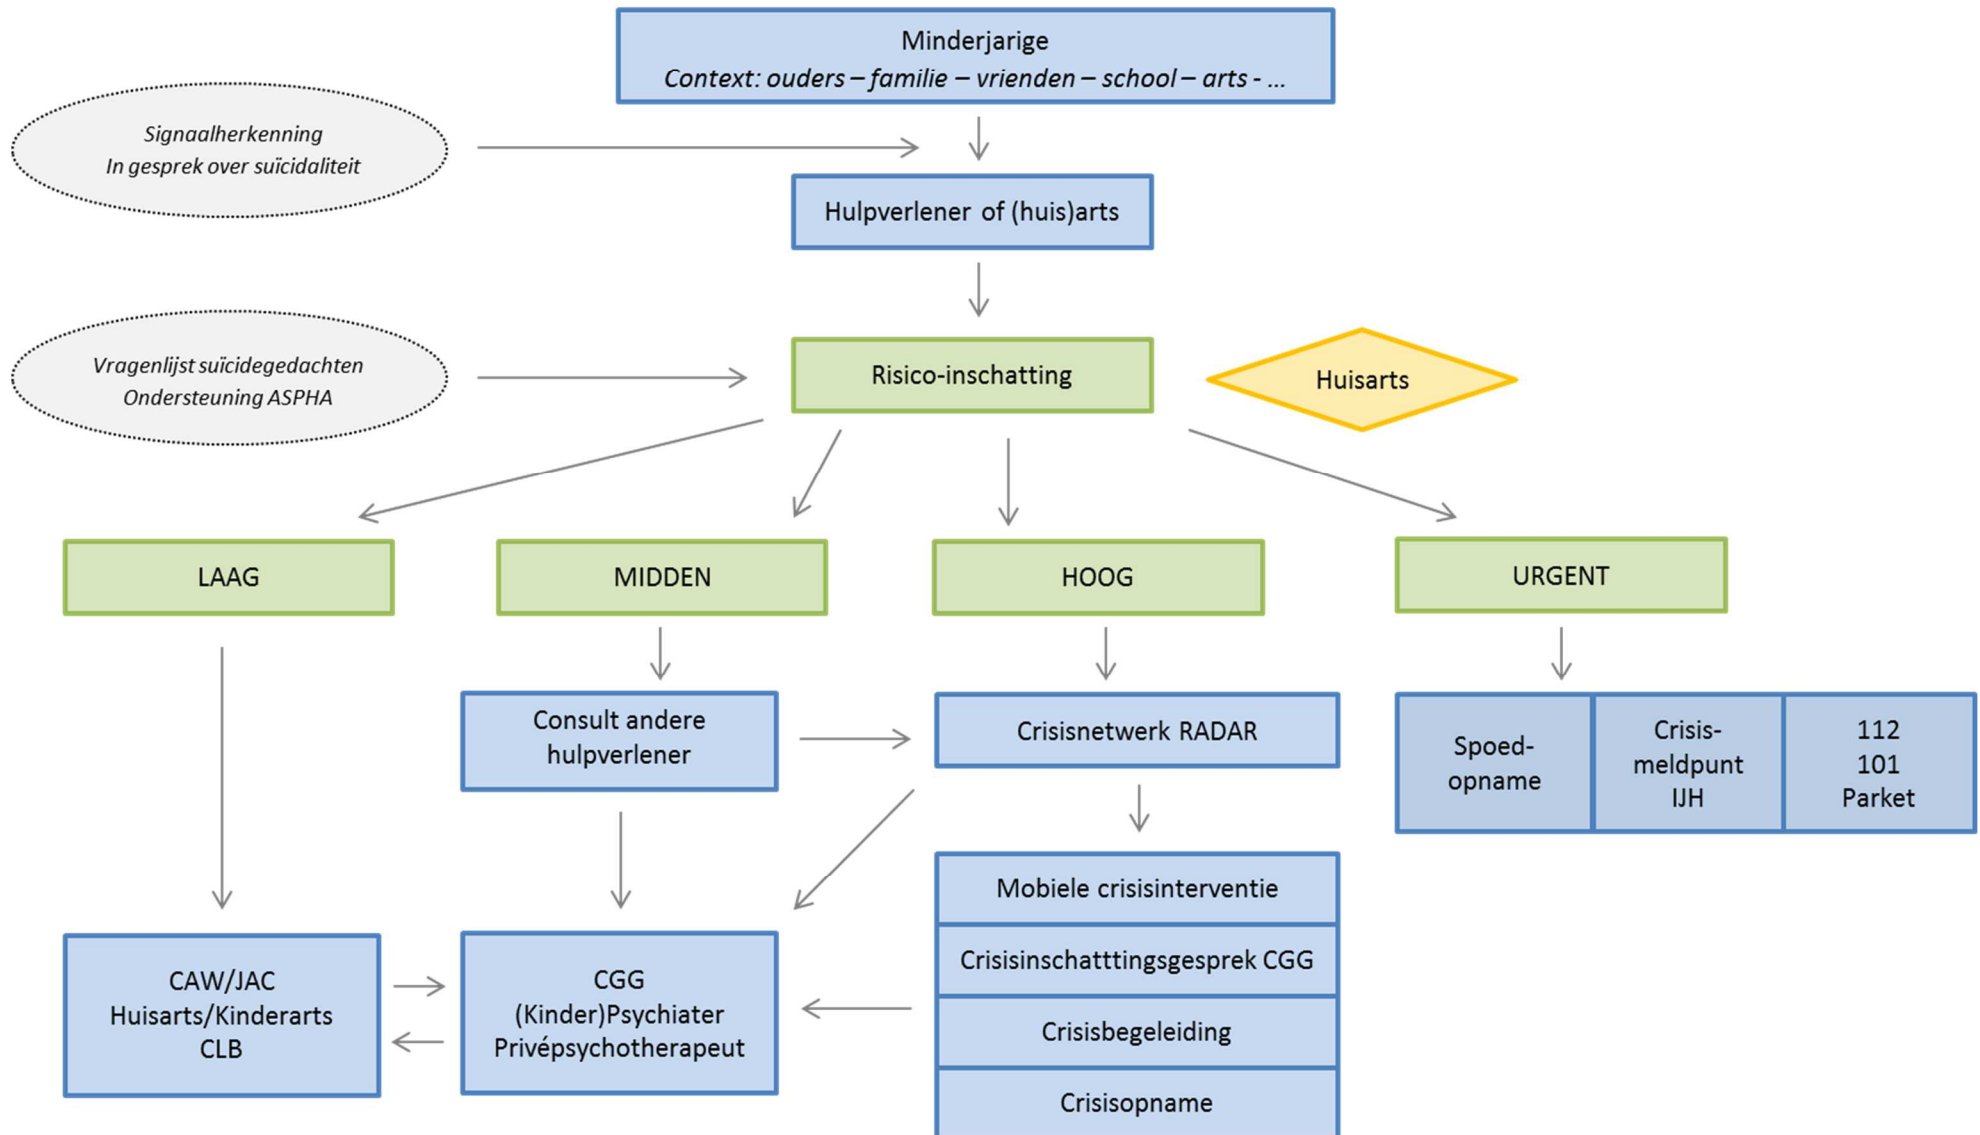 Minderjarige
Context: ouders – familie – vrienden – school – arts - ...
Signaalherkenning
In gesprek over suïcidaliteit
Hulpverlener of (huis)arts
Vragenlijst suïcidegedachten
Ondersteuning ASPHA
Risico-inschatting
Huisarts
LAAG
MIDDEN
HOOG
URGENT
Consult andere
hulpverlener
Crisisnetwerk RADAR
Spoed-
opname
Crisis-
meldpunt
IJH
112
101
Parket
CAW/JAC
Huisarts/Kinderarts
CLB
CGG
(Kinder)Psychiater
Privépsychotherapeut
Mobiele crisisinterventie
Crisisinschatttingsgesprek CGG
Crisisbegeleiding
Crisisopname